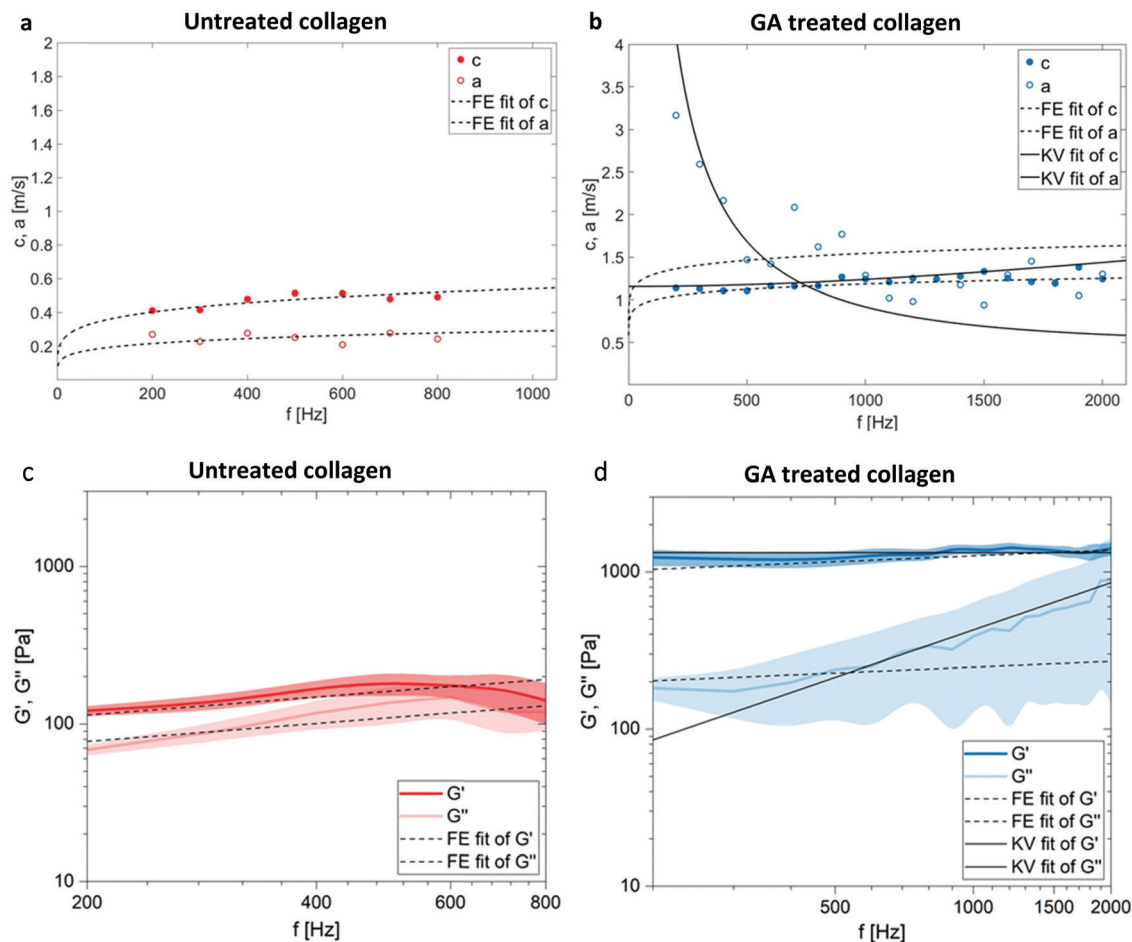 a
Untreated collagen
2
1.8
1.6
1.4
1.2
1
0.8
0.6
0.4
0.2
c, a [m/s]
c
a
FE fit of c
FE fit of a
0
200
400
600
800
1000
f [Hz]
b
GA treated collagen
4
3.5
3
2.5
2
1.5
1
0.5
c, a [m/s]
c
a
FE fit of c
FE fit of a
KV fit of c
KV fit of a
0
500
1000
1500
2000
f [Hz]
c
Untreated collagen
1000
100
10
G', G" [Pa]
G'
G"
FE fit of G'
FE fit of G"
200
400
600
800
f [Hz]
d
GA treated collagen
1000
100
10
G', G" [Pa]
G'
G"
FE fit of G'
FE fit of G"
KV fit of G'
KV fit of G"
500
1000
1500
2000
f [Hz]